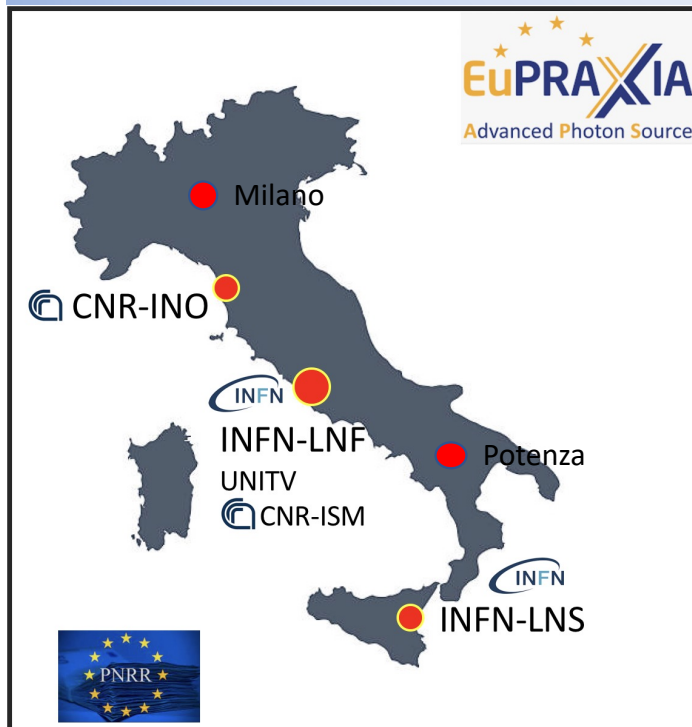 EuPRAXIA
Advanced Photon Source
Milano
CNR-INO
INFN
INFN-LNF
UNITV
CNR-ISM
Potenza
INFN
INFN-LNS
PNRR